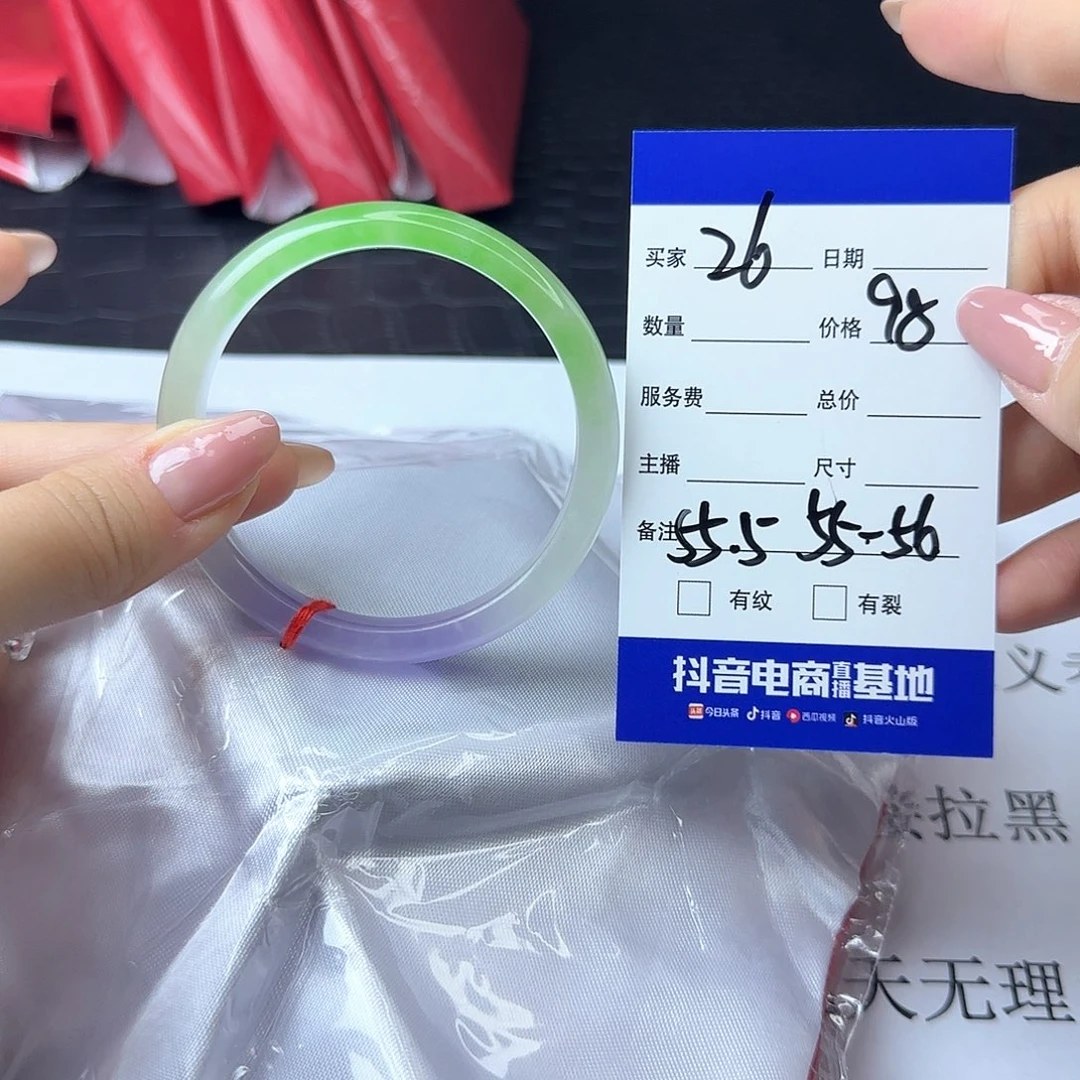 买家 26 日期
数量 价格 98
服务费 总价
主播 尺寸
备注 55.5 55-56
有纹 有裂
抖音电商直播基地
头条 今日头条 抖音 西瓜视频 抖音火山版
义
拉黑
天无理